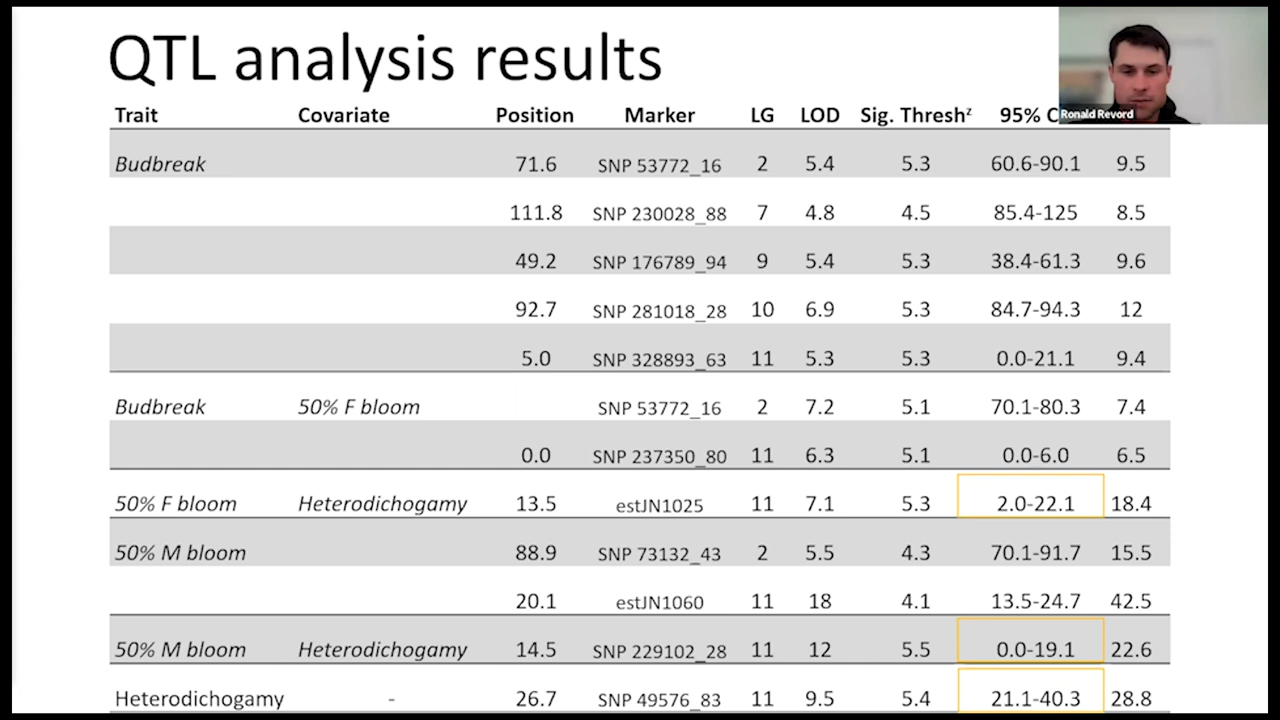 QTL analysis results
Ronald Revord
Trait Covariate Position Marker LG LOD Sig. Threshᶻ 95% C
Budbreak 71.6 SNP 53772_16 2 5.4 5.3 60.6-90.1 9.5
111.8 SNP 230028_88 7 4.8 4.5 85.4-125 8.5
49.2 SNP 176789_94 9 5.4 5.3 38.4-61.3 9.6
92.7 SNP 281018_28 10 6.9 5.3 84.7-94.3 12
5.0 SNP 328893_63 11 5.3 5.3 0.0-21.1 9.4
Budbreak 50% F bloom SNP 53772_16 2 7.2 5.1 70.1-80.3 7.4
0.0 SNP 237350_80 11 6.3 5.1 0.0-6.0 6.5
50% F bloom Heterodichogamy 13.5 estJN1025 11 7.1 5.3 2.0-22.1 18.4
50% M bloom 88.9 SNP 73132_43 2 5.5 4.3 70.1-91.7 15.5
20.1 estJN1060 11 18 4.1 13.5-24.7 42.5
50% M bloom Heterodichogamy 14.5 SNP 229102_28 11 12 5.5 0.0-19.1 22.6
Heterodichogamy - 26.7 SNP 49576_83 11 9.5 5.4 21.1-40.3 28.8